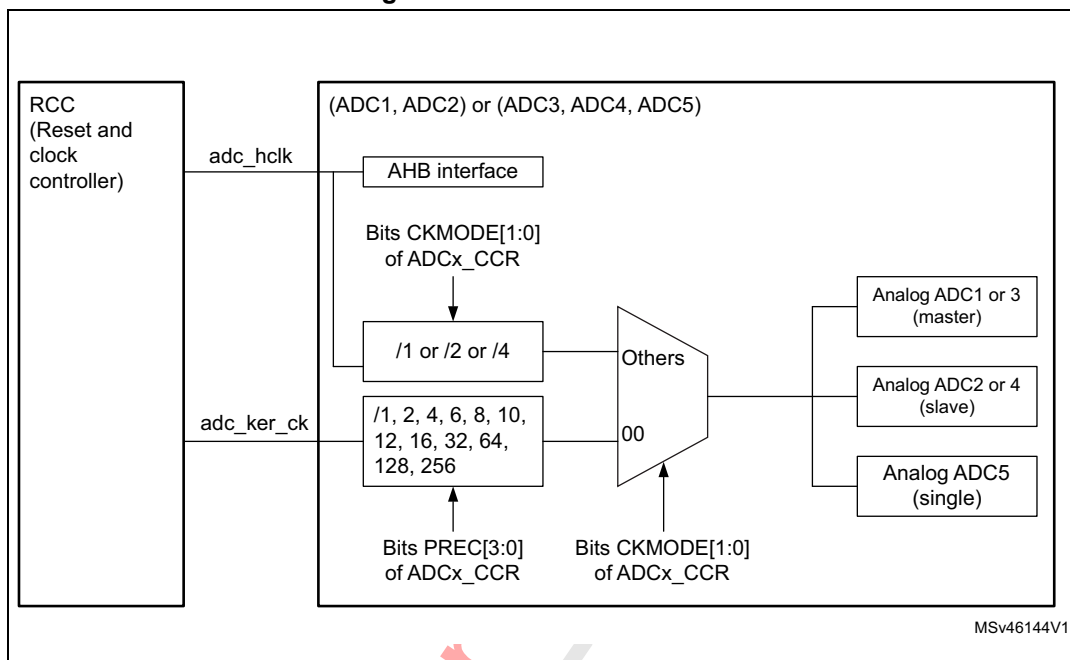 RCC
(Reset and
clock
controller)
adc_hclk
adc_ker_ck
(ADC1, ADC2) or (ADC3, ADC4, ADC5)
AHB interface
Bits CKMODE[1:0]
of ADCx_CCR
/1 or /2 or /4
/1, 2, 4, 6, 8, 10,
12, 16, 32, 64,
128, 256
Bits PREC[3:0]
of ADCx_CCR
Others
00
Bits CKMODE[1:0]
of ADCx_CCR
Analog ADC1 or 3
(master)
Analog ADC2 or 4
(slave)
Analog ADC5
(single)
MSv46144V1